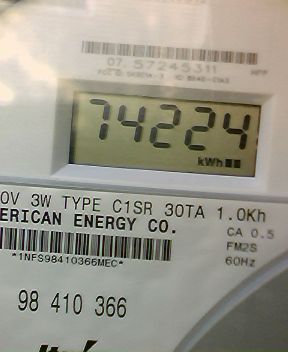 07. 57245311
74224
kWh
0V 3W TYPE C1SR 30TA 1.0Kh
ERICAN ENERGY CO.
CA 0.5
FM2S
60Hz
*1NFS98410366MEC*
98 410 366